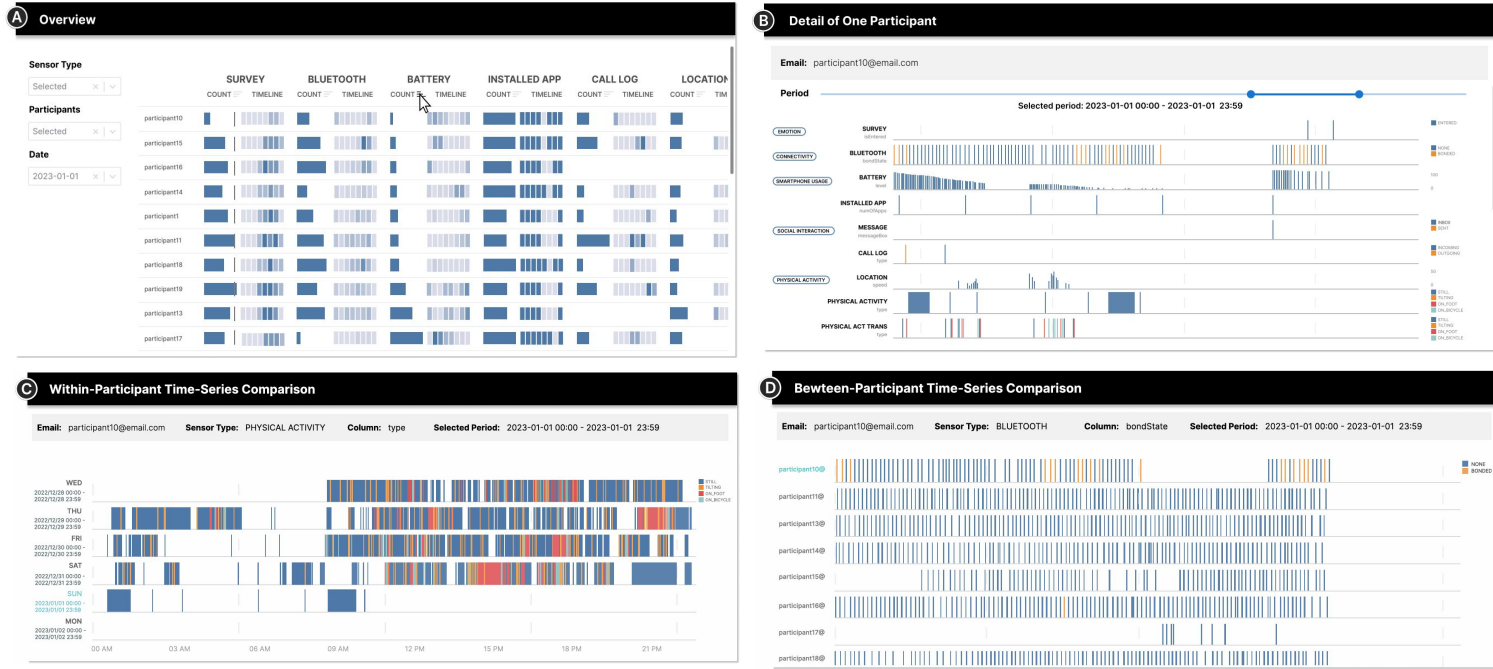 A Overview
Sensor Type
Selected
Participants
Selected
Date
2023-01-01
SURVEY BLUETOOTH BATTERY INSTALLED APP CALL LOG LOCATION
COUNT TIMELINE COUNT TIMELINE COUNT TIMELINE COUNT TIMELINE COUNT TIMELINE COUNT TIM
participant10
participant15
participant16
participant14
participant1
participant11
participant18
participant19
participant13
participant17
B Detail of One Participant
Email: participant10@email.com
Period
Selected period: 2023-01-01 00:00 - 2023-01-01 23:59
EMOTION SURVEY
isEntered
ENTERED
CONNECTIVITY BLUETOOTH
bondState
NONE
BONDED
SMARTPHONE USAGE BATTERY
level
100
0
INSTALLED APP
numOfApps
SOCIAL INTERACTION MESSAGE
messageBox
INBOX
SENT
CALL LOG
type
INCOMING
OUTGOING
PHYSICAL ACTIVITY LOCATION
speed
50
0
PHYSICAL ACTIVITY
type
STILL
TILTING
ON_FOOT
ON_BICYCLE
PHYSICAL ACT TRANS
type
STILL
TILTING
ON_FOOT
ON_BICYCLE
C Within-Participant Time-Series Comparison
Email: participant10@email.com Sensor Type: PHYSICAL ACTIVITY Column: type Selected Period: 2023-01-01 00:00 - 2023-01-01 23:59
WED
2022/12/28 00:00 -
2022/12/28 23:59
THU
2022/12/29 00:00 -
2022/12/29 23:59
FRI
2022/12/30 00:00 -
2022/12/30 23:59
SAT
2022/12/31 00:00 -
2022/12/31 23:59
SUN
2023/01/01 00:00 -
2023/01/01 23:59
MON
2023/01/02 00:00 -
2023/01/02 23:59
STILL
TILTING
ON_FOOT
ON_BICYCLE
00 AM 03 AM 06 AM 09 AM 12 PM 15 PM 18 PM 21 PM
D Bewteen-Participant Time-Series Comparison
Email: participant10@email.com Sensor Type: BLUETOOTH Column: bondState Selected Period: 2023-01-01 00:00 - 2023-01-01 23:59
participant10@
participant11@
participant13@
participant14@
participant15@
participant16@
participant17@
participant18@
NONE
BONDED